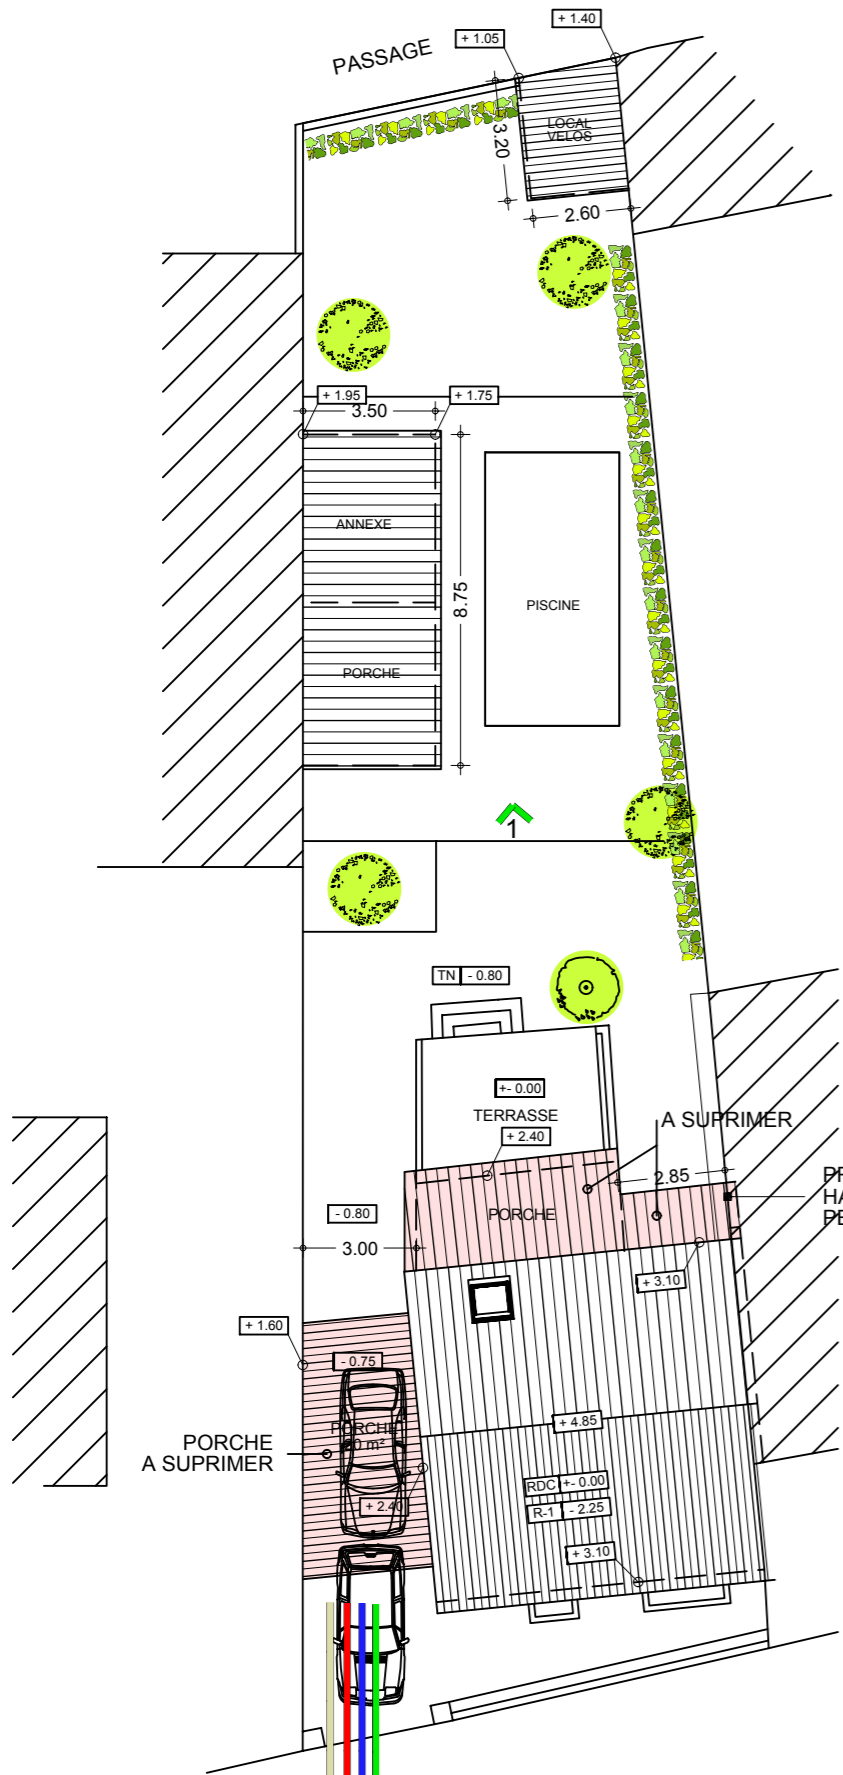 + 1.40
+ 1.05
PASSAGE
LOCAL
VELOS
3.20
2.60
+ 1.95
+ 1.75
3.50
ANNEXE
8.75
PISCINE
PORCHE
1
TN - 0.80
+- 0.00
TERRASSE
A SUPRIMER
+ 2.40
2.85
PORCHE
- 0.80
3.00
+ 3.10
+ 1.60
- 0.75
+ 4.85
PORCHE
PORCHE
A SUPRIMER
RDC +- 0.00
+ 2.40
R-1 - 2.25
+ 3.10